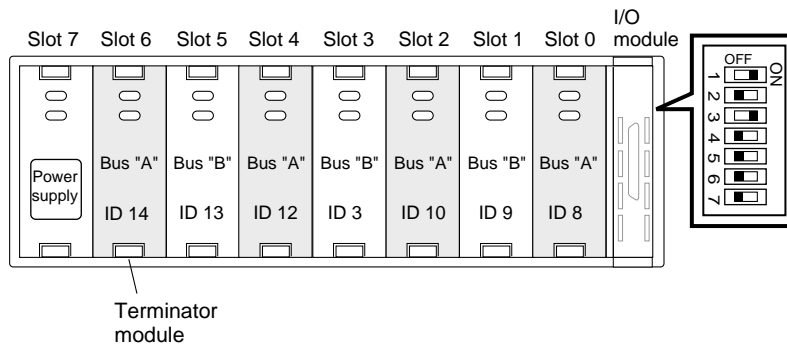 I/O
module
Slot 7 Slot 6 Slot 5 Slot 4 Slot 3 Slot 2 Slot 1 Slot 0
Power
supply
Bus "A" Bus "B" Bus "A" Bus "B" Bus "A" Bus "B" Bus "A"
ID 14 ID 13 ID 12 ID 3 ID 10 ID 9 ID 8
Terminator
module
OFF
ON
1
2
3
4
5
6
7